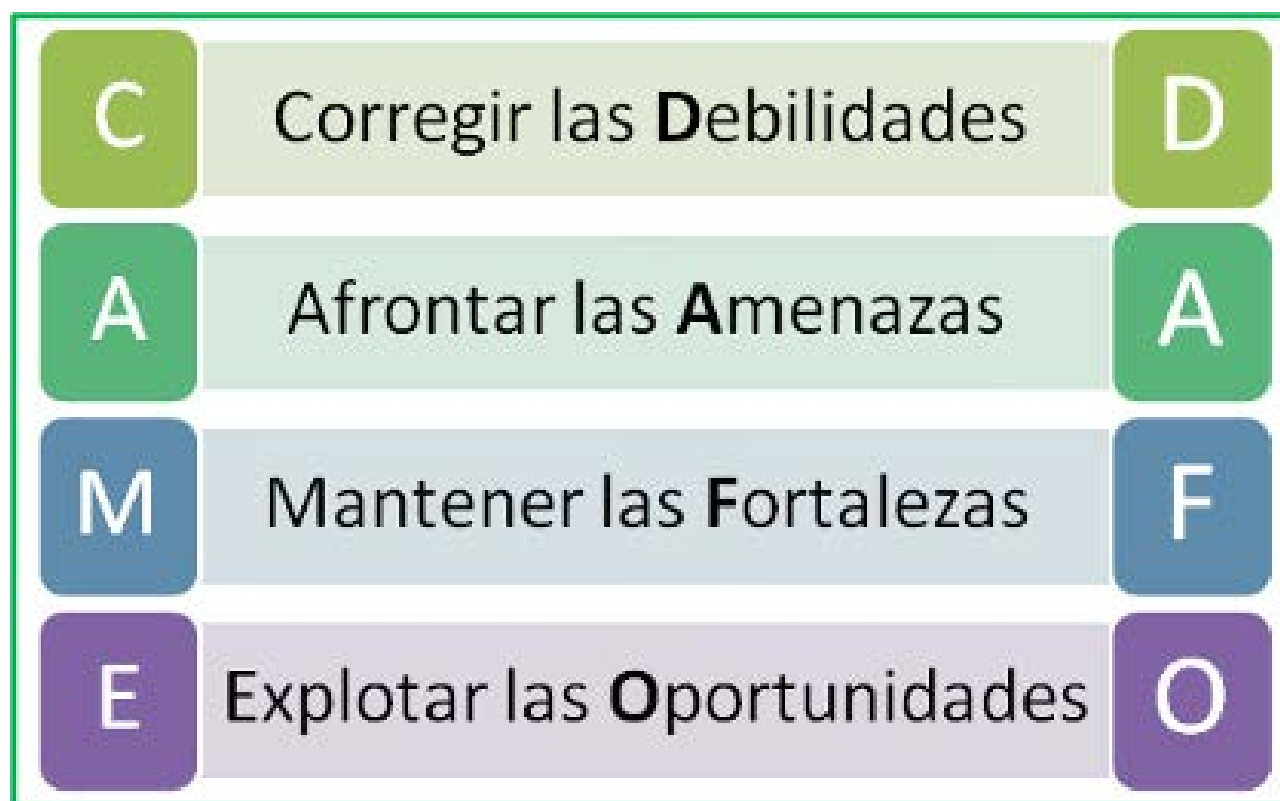 C Corregir las Debilidades D
A Afrontar las Amenazas A
M Mantener las Fortalezas F
E Explotar las Oportunidades O